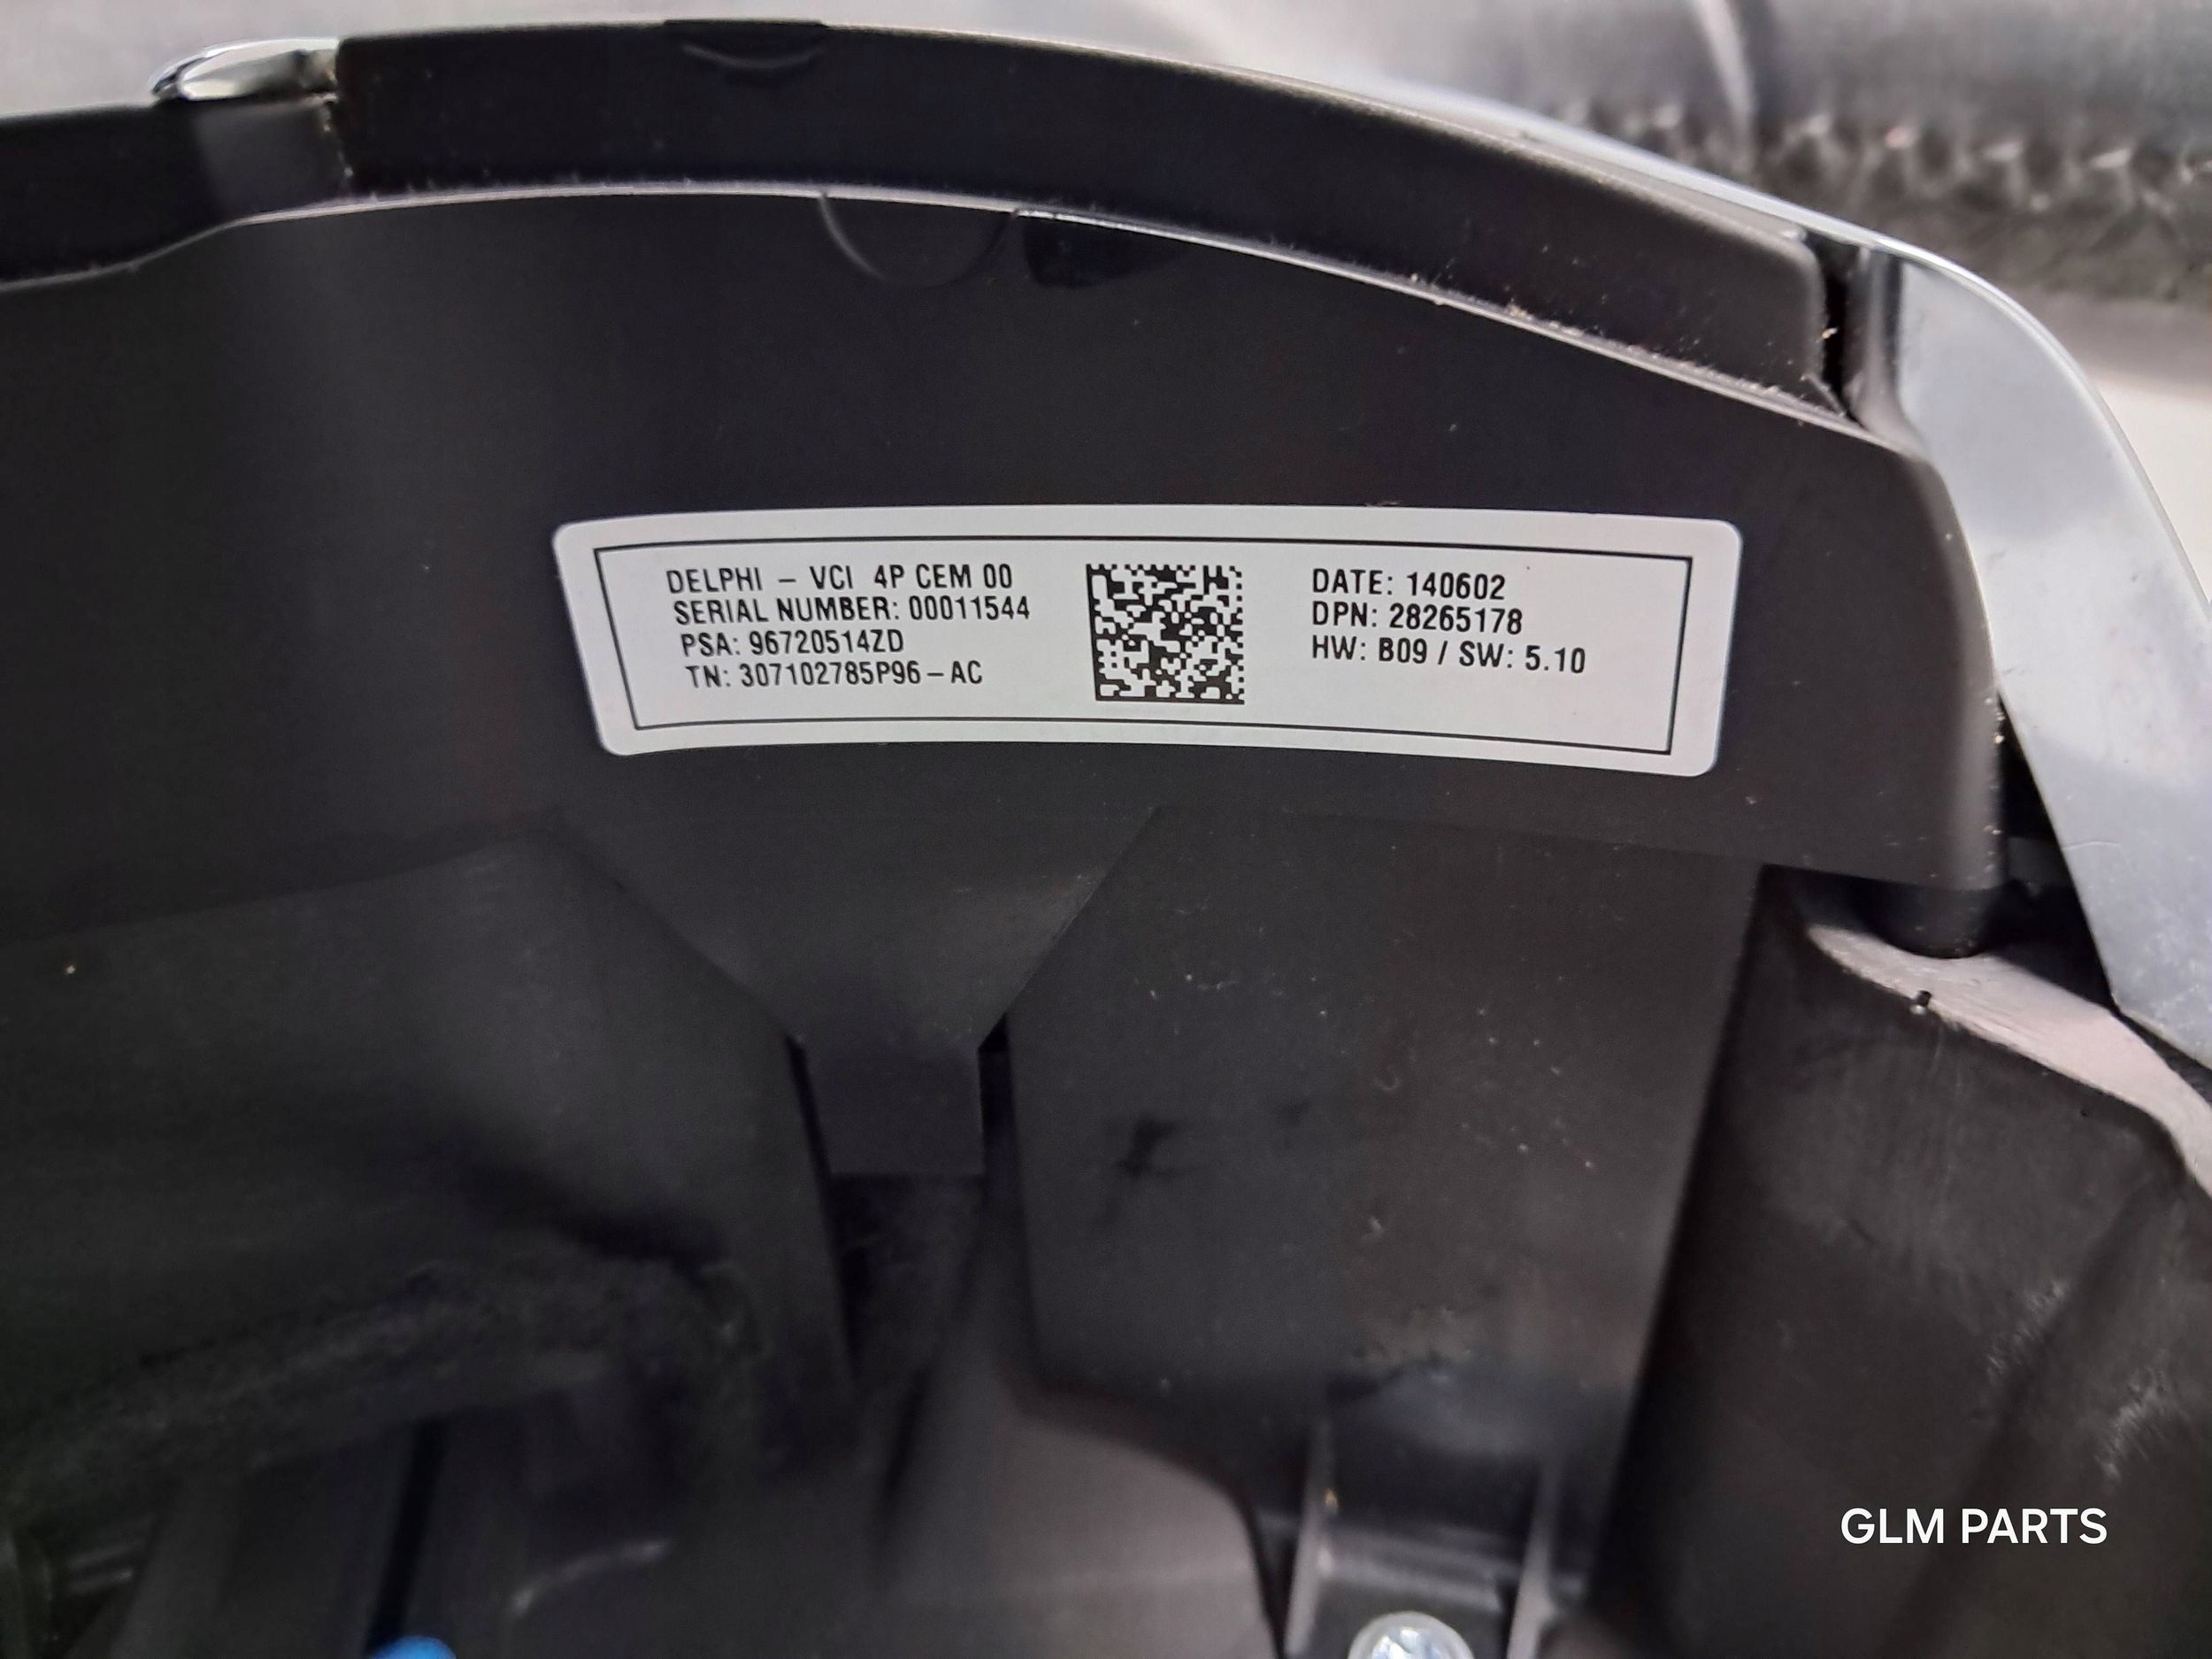 DELPHI – VCI 4P CEM 00
SERIAL NUMBER: 00011544
PSA: 96720514ZD
TN: 307102785P96–AC
DATE: 140602
DPN: 28265178
HW: B09 / SW: 5.10
GLM PARTS